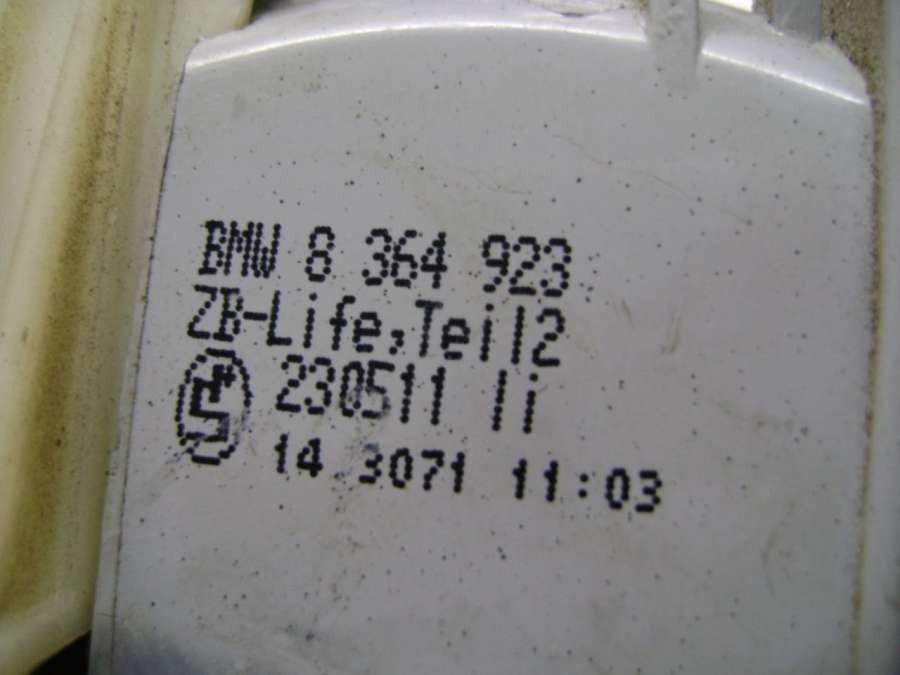 BMW 8 364 923
ZB-Life,Teil2
230511 li
14 3071 11:03